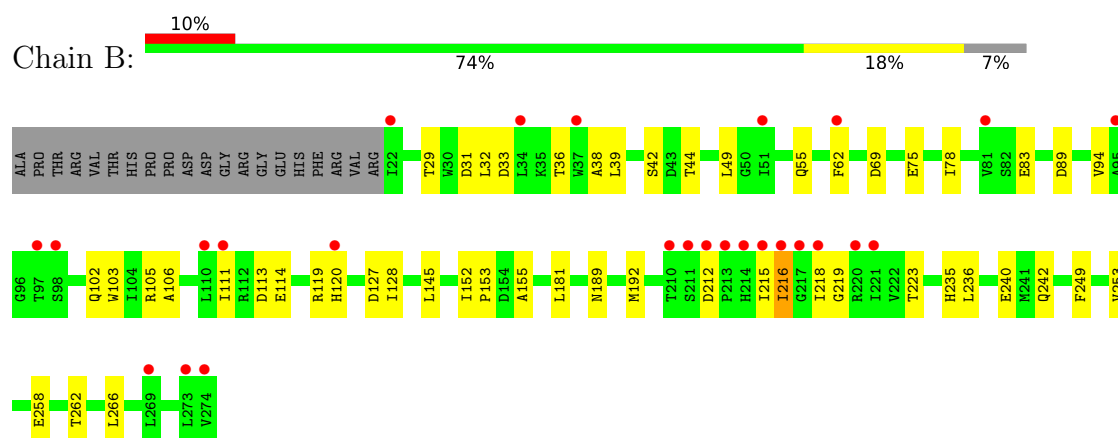 10%
Chain B:
74% 18% 7%
ALA PRO THR ARG VAL THR HIS PRO PRO ASP ASP GLY ARG GLY GLU HIS PHE ARG VAL ARG I22 T29 W30 D31 L32 D33 L34 K35 T36 W37 A38 L39 S42 D43 T44 L49 G50 I51 Q55 F62 D69 E75 I78 V81 S82 E83 D89 V94 A95
G96 T97 S98 Q102 W103 I104 R105 A106 L110 I111 R112 D113 E114 R119 H120 D127 I128 L145 I152 P153 D154 A155 L181 N189 M192 T210 S211 D212 P213 H214 I215 I216 G217 I218 G219 R220 I221 V222 T223 H235 L236 E240 M241 Q242 F249 V253
E258 T262 L266 L269 L273 V274